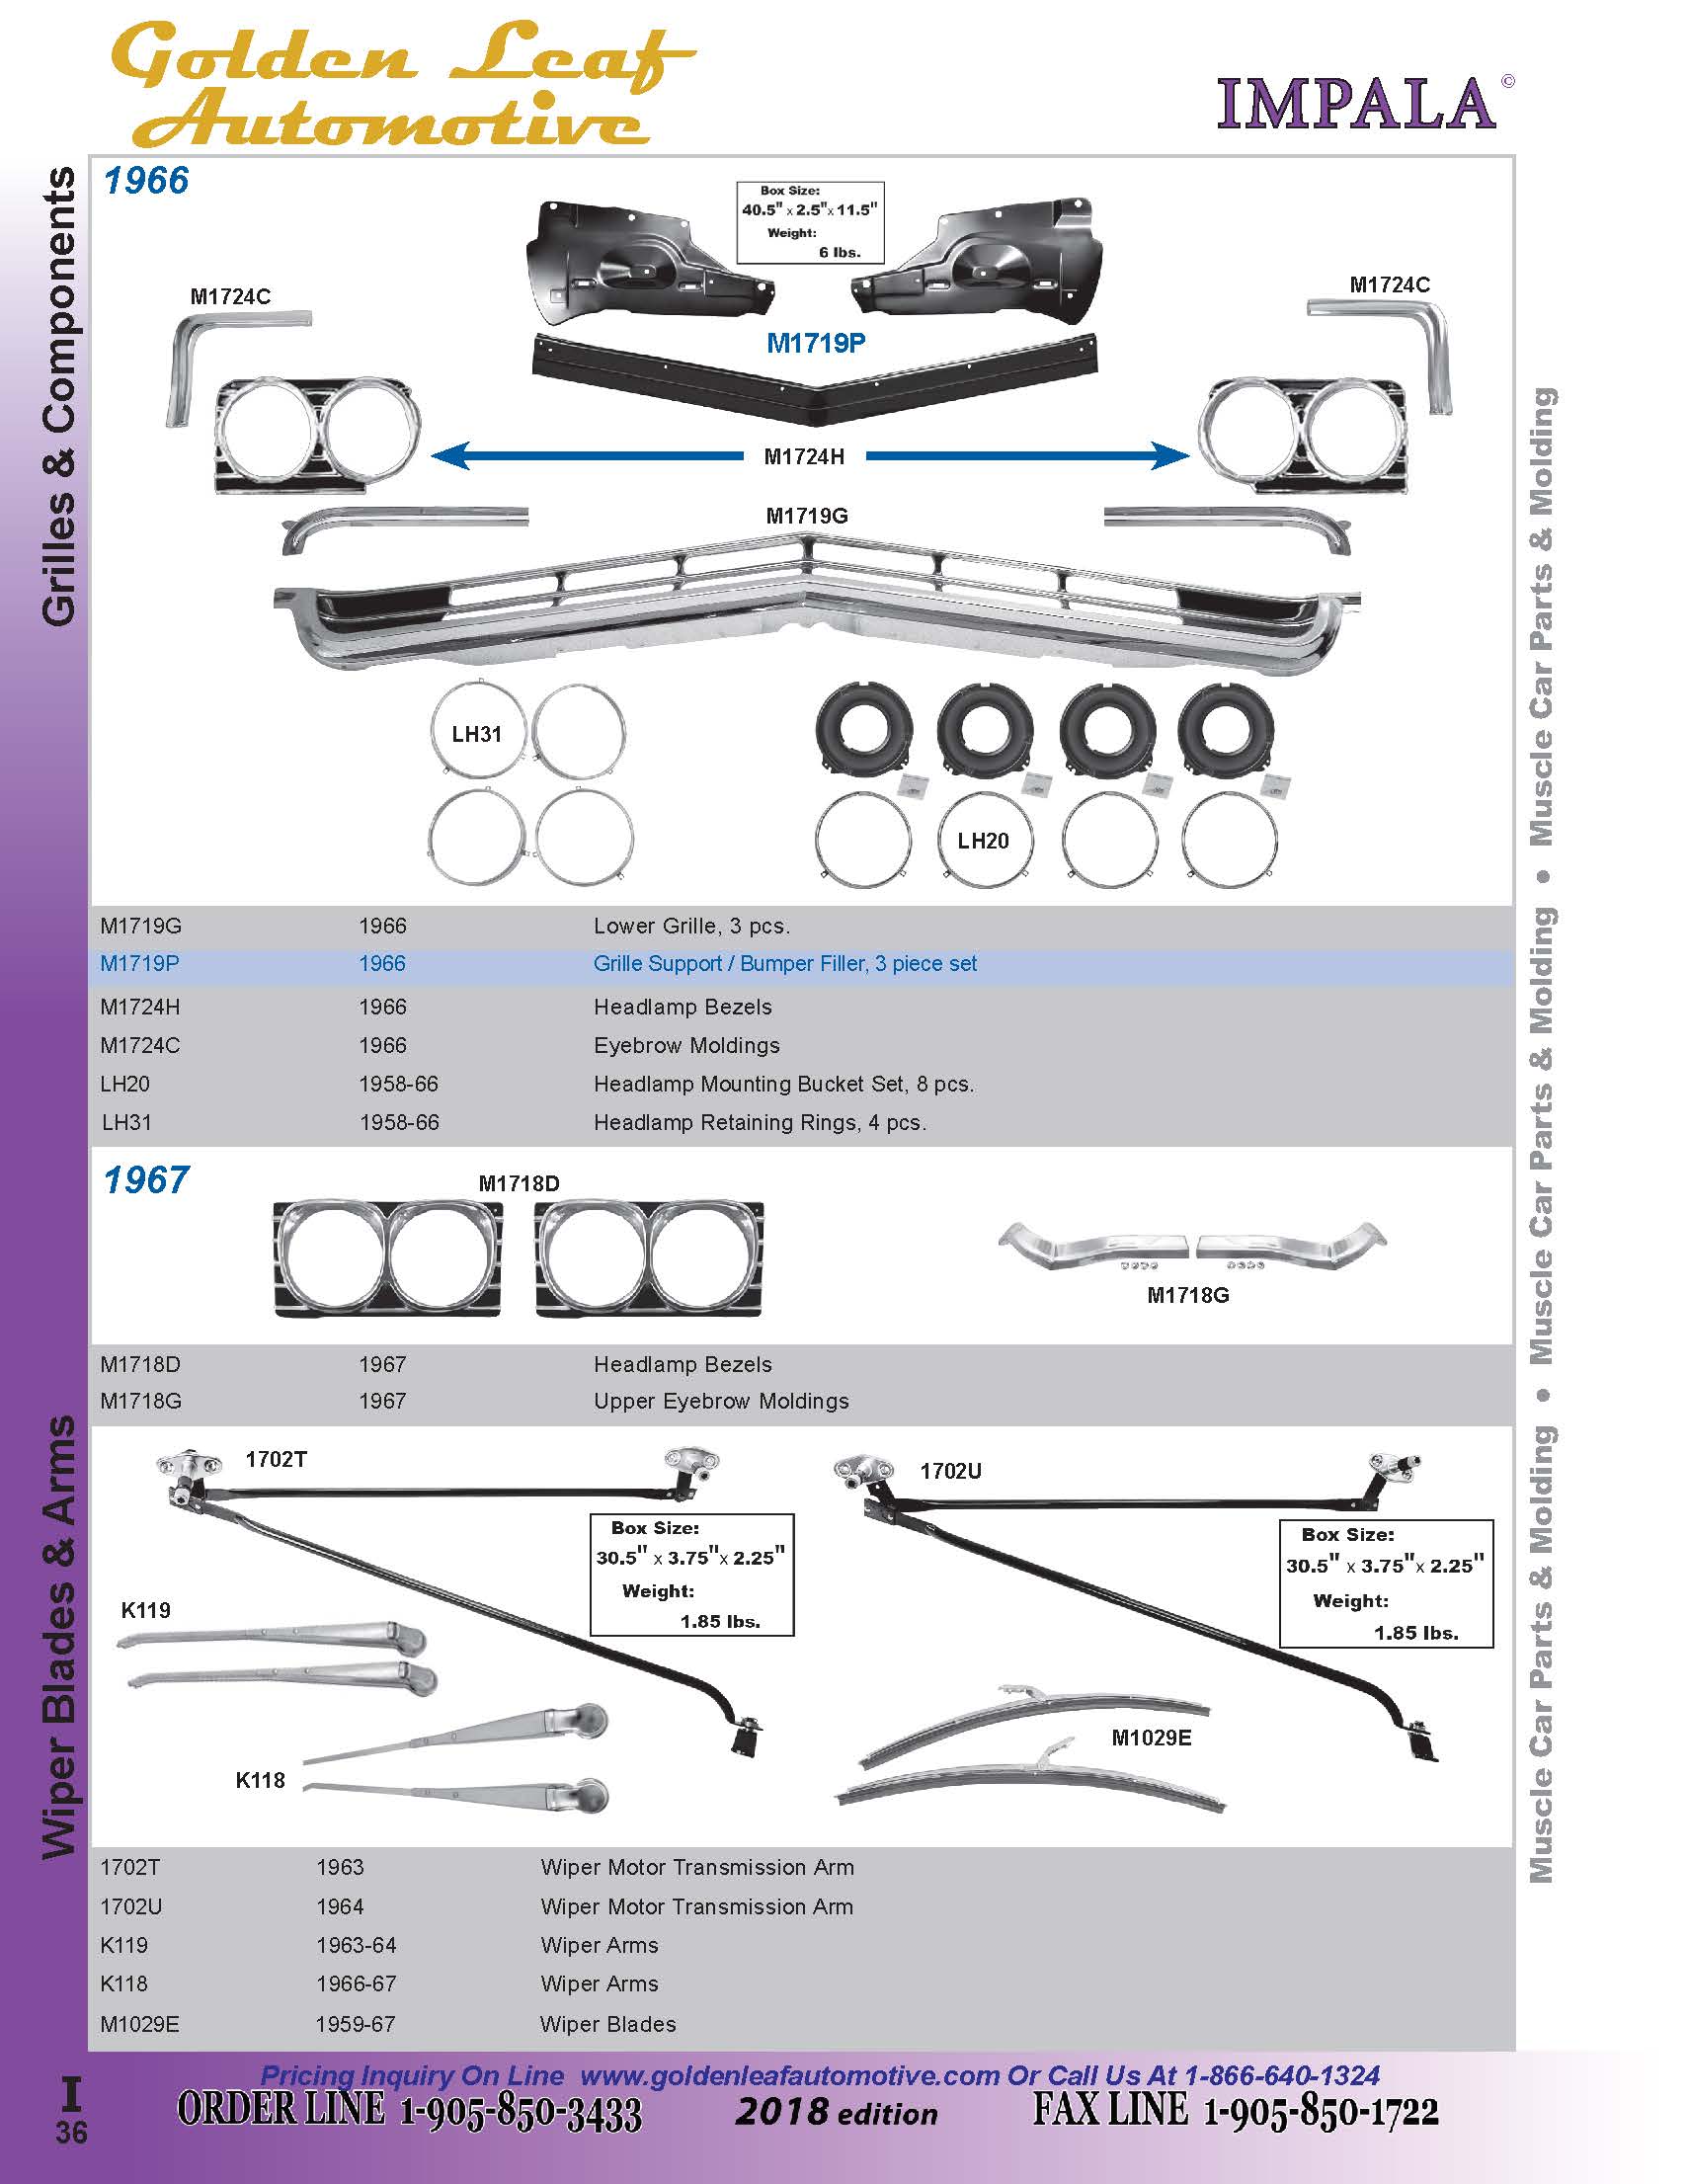 Golden Leaf
Automotive
IMPALA©
Grilles & Components
1966
Box Size:
40.5" x 2.5"x 11.5"
Weight:
6 lbs.
M1724C
M1724C
M1719P
M1724H
M1719G
LH31
LH20
M1719G 1966 Lower Grille, 3 pcs.
M1719P 1966 Grille Support / Bumper Filler, 3 piece set
M1724H 1966 Headlamp Bezels
M1724C 1966 Eyebrow Moldings
LH20 1958-66 Headlamp Mounting Bucket Set, 8 pcs.
LH31 1958-66 Headlamp Retaining Rings, 4 pcs.
1967
M1718D
M1718G
M1718D 1967 Headlamp Bezels
M1718G 1967 Upper Eyebrow Moldings
Wiper Blades & Arms
1702T
1702U
Box Size:
30.5" x 3.75"x 2.25"
Weight:
1.85 lbs.
Box Size:
30.5" x 3.75"x 2.25"
Weight:
1.85 lbs.
K119
K118
M1029E
1702T 1963 Wiper Motor Transmission Arm
1702U 1964 Wiper Motor Transmission Arm
K119 1963-64 Wiper Arms
K118 1966-67 Wiper Arms
M1029E 1959-67 Wiper Blades
Muscle Car Parts & Molding • Muscle Car Parts & Molding • Muscle Car Parts & Molding
I
36
Pricing Inquiry On Line www.goldenleafautomotive.com Or Call Us At 1-866-640-1324
ORDER LINE 1-905-850-3433 2018 edition FAX LINE 1-905-850-1722